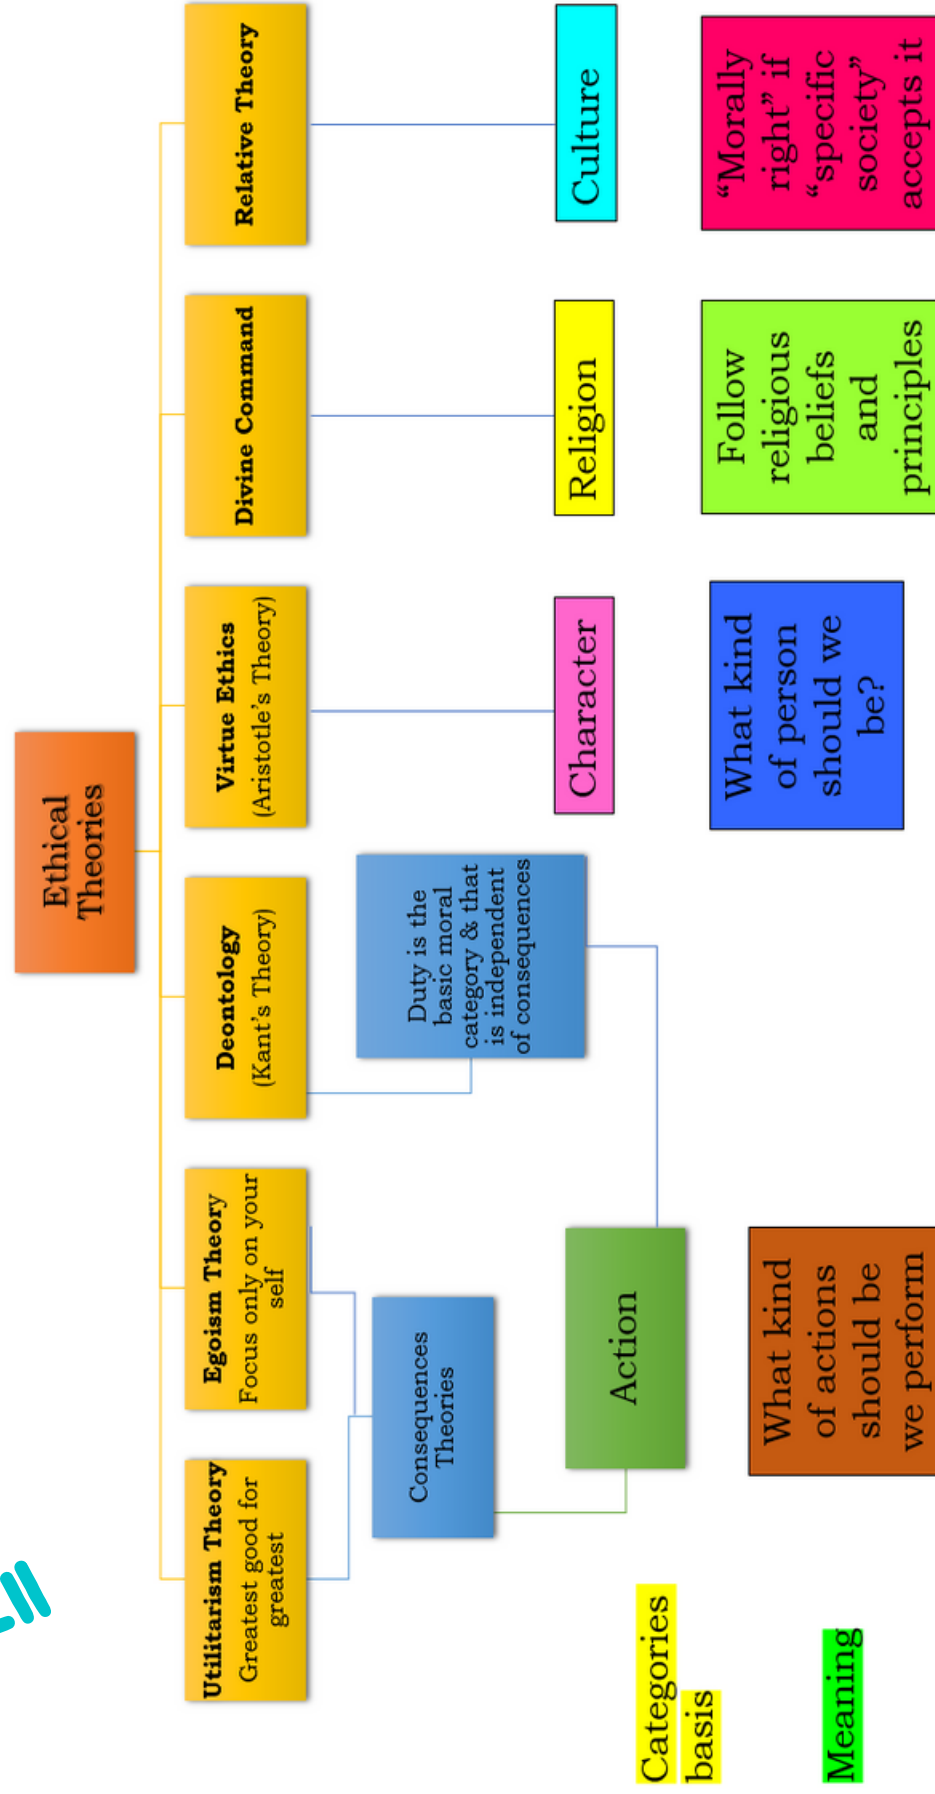 Ethical
Theories
Utilitarism Theory
Greatest good for
greatest
Egoism Theory
Focus only on your
self
Deontology
(Kant's Theory)
Virtue Ethics
(Aristotle's Theory)
Divine Command
Relative Theory
Consequences
Theories
Duty is the
basic moral
category & that
is independent
of consequences
Categories
basis
Action
Character
Religion
Culture
Meaning
What kind
of actions
should be
we perform
What kind
of person
should we
be?
Follow
religious
beliefs
and
principles
“Morally
right” if
“specific
society”
accepts it